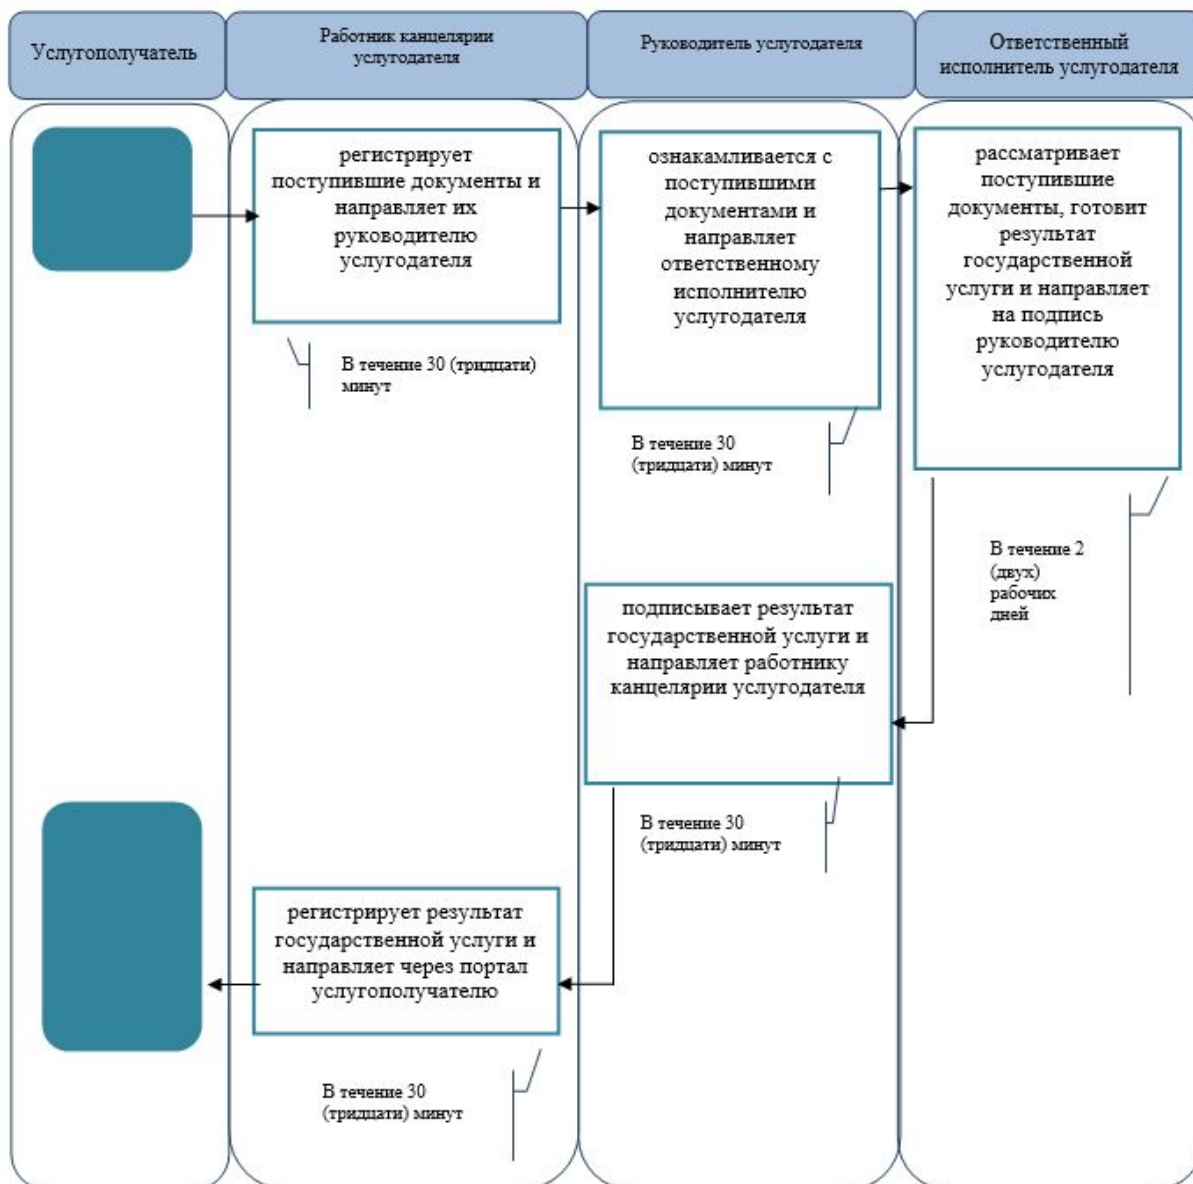 Услугополучатель
Работник канцелярии
услугодателя
Руководитель услугодателя
Ответственный
исполнитель услугодателя
регистрирует
поступившие документы и
направляет их
руководителю
услугодателя
ознакамливается с
поступившими
документами и
направляет
ответственному
исполнителю
услугодателя
рассматривает
поступившие
документы, готовит
результат
государственной
услуги и направляет
на подпись
руководителю
услугодателя
В течение 30 (тридцати)
минут
В течение 30
(тридцати) минут
В течение 2
(двух)
рабочих
дней
подписывает результат
государственной услуги и
направляет работнику
канцелярии услугодателя
В течение 30
(тридцати) минут
регистрирует результат
государственной услуги и
направляет через портал
услугополучателю
В течение 30
(тридцати) минут